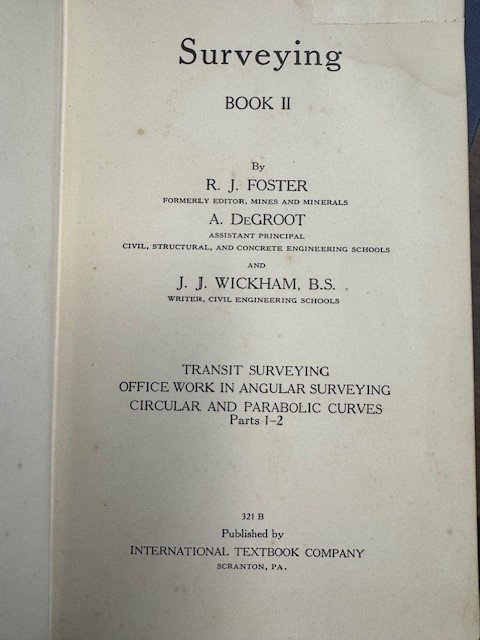 Surveying
BOOK II
By
R. J. FOSTER
FORMERLY EDITOR, MINES AND MINERALS
A. DEGROOT
ASSISTANT PRINCIPAL
CIVIL, STRUCTURAL, AND CONCRETE ENGINEERING SCHOOLS
AND
J. J. WICKHAM, B.S.
WRITER, CIVIL ENGINEERING SCHOOLS
TRANSIT SURVEYING
OFFICE WORK IN ANGULAR SURVEYING
CIRCULAR AND PARABOLIC CURVES
Parts 1-2
321 B
Published by
INTERNATIONAL TEXTBOOK COMPANY
SCRANTON, PA.